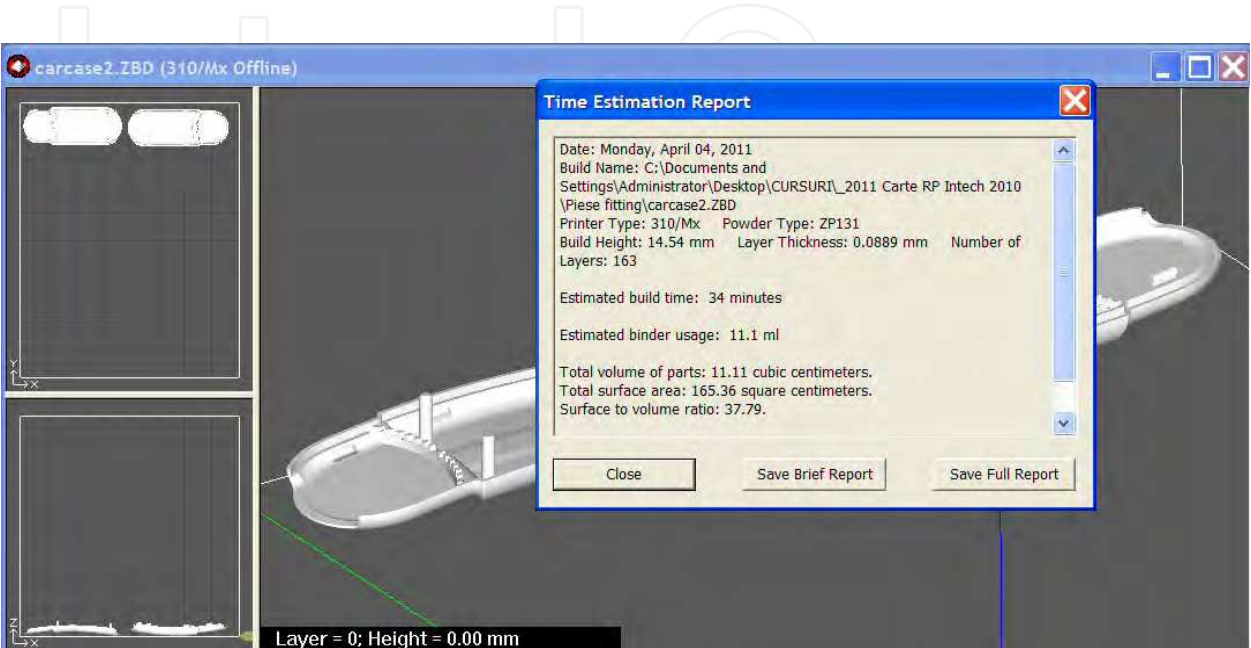 carcase2.ZBD (310/Mx Offline)
Time Estimation Report
Date: Monday, April 04, 2011
Build Name: C:\Documents and
Settings\Administrator\Desktop\CURSURI\_2011 Carte RP Intech 2010
\Piese fitting\carcase2.ZBD
Printer Type: 310/Mx Powder Type: ZP131
Build Height: 14.54 mm Layer Thickness: 0.0889 mm Number of
Layers: 163
Estimated build time: 34 minutes
Estimated binder usage: 11.1 ml
Total volume of parts: 11.11 cubic centimeters.
Total surface area: 165.36 square centimeters.
Surface to volume ratio: 37.79.
Close Save Brief Report Save Full Report
Y
X
Z
X
Layer = 0; Height = 0.00 mm